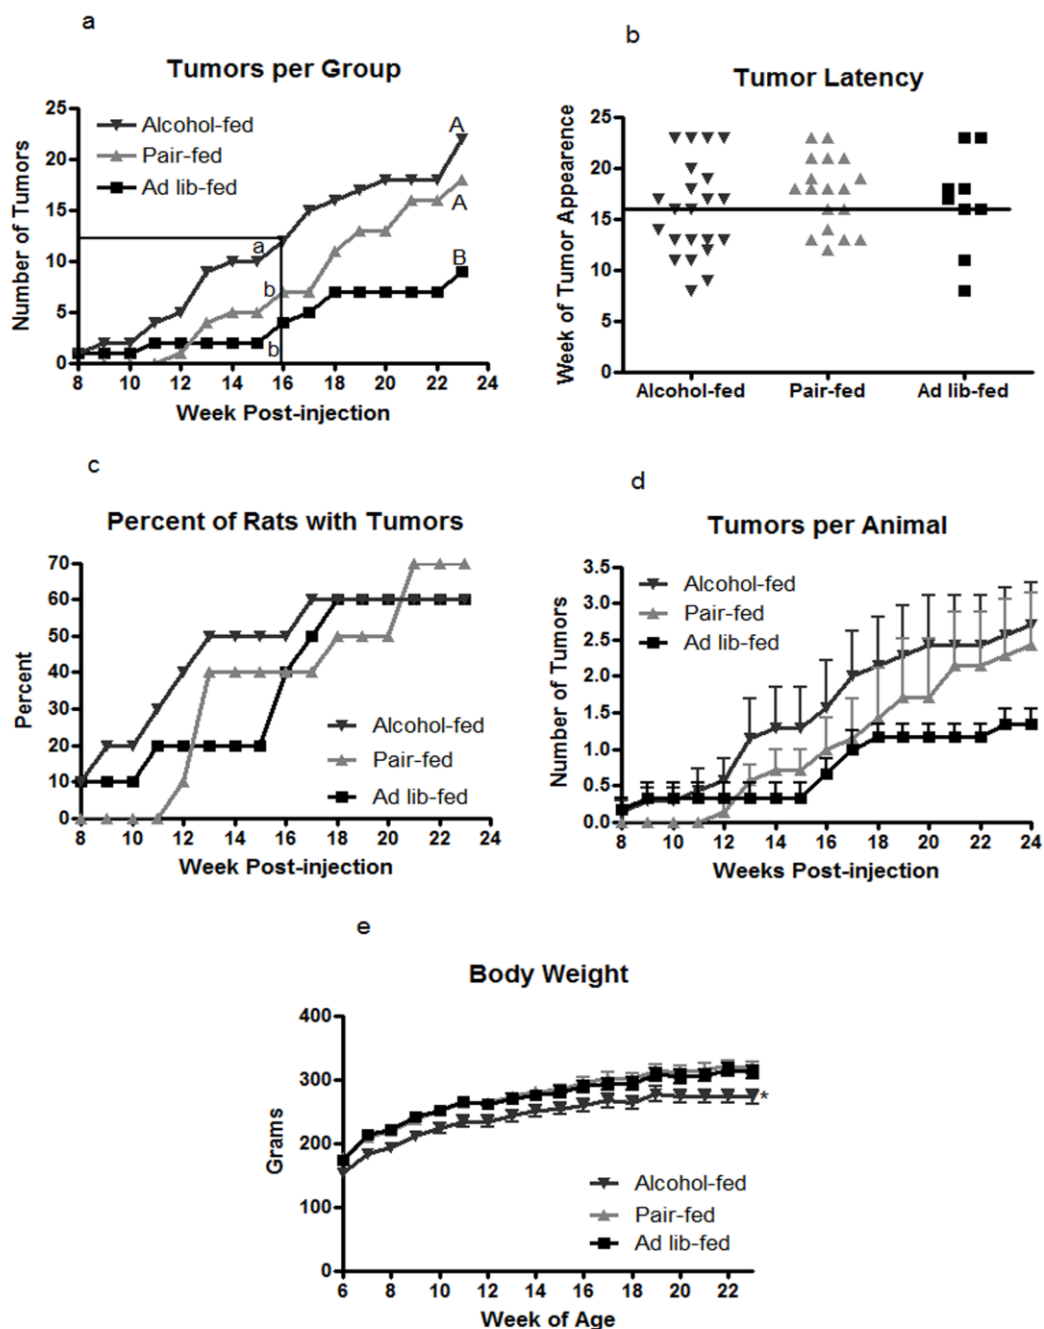 a
Tumors per Group
25
20
15
10
5
0
Number of Tumors
Alcohol-fed
Pair-fed
Ad lib-fed
A
A
B
a
b
b
8 10 12 14 16 18 20 22 24
Week Post-injection
b
Tumor Latency
25
20
15
10
5
0
Week of Tumor Appearence
Alcohol-fed Pair-fed Ad lib-fed
c
Percent of Rats with Tumors
70
60
50
40
30
20
10
0
Percent
Alcohol-fed
Pair-fed
Ad lib-fed
8 10 12 14 16 18 20 22 24
Week Post-injection
d
Tumors per Animal
3.5
3.0
2.5
2.0
1.5
1.0
0.5
0.0
Number of Tumors
Alcohol-fed
Pair-fed
Ad lib-fed
8 10 12 14 16 18 20 22 24
Weeks Post-injection
e
Body Weight
400
300
200
100
0
Grams
*
Alcohol-fed
Pair-fed
Ad lib-fed
6 8 10 12 14 16 18 20 22
Week of Age